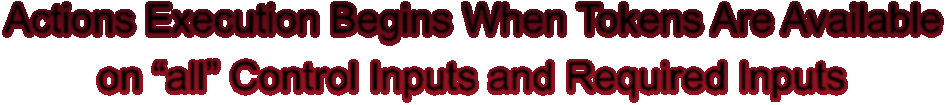 Actions Execution Begins When Tokens Are Available
on “all” Control Inputs and Required Inputs